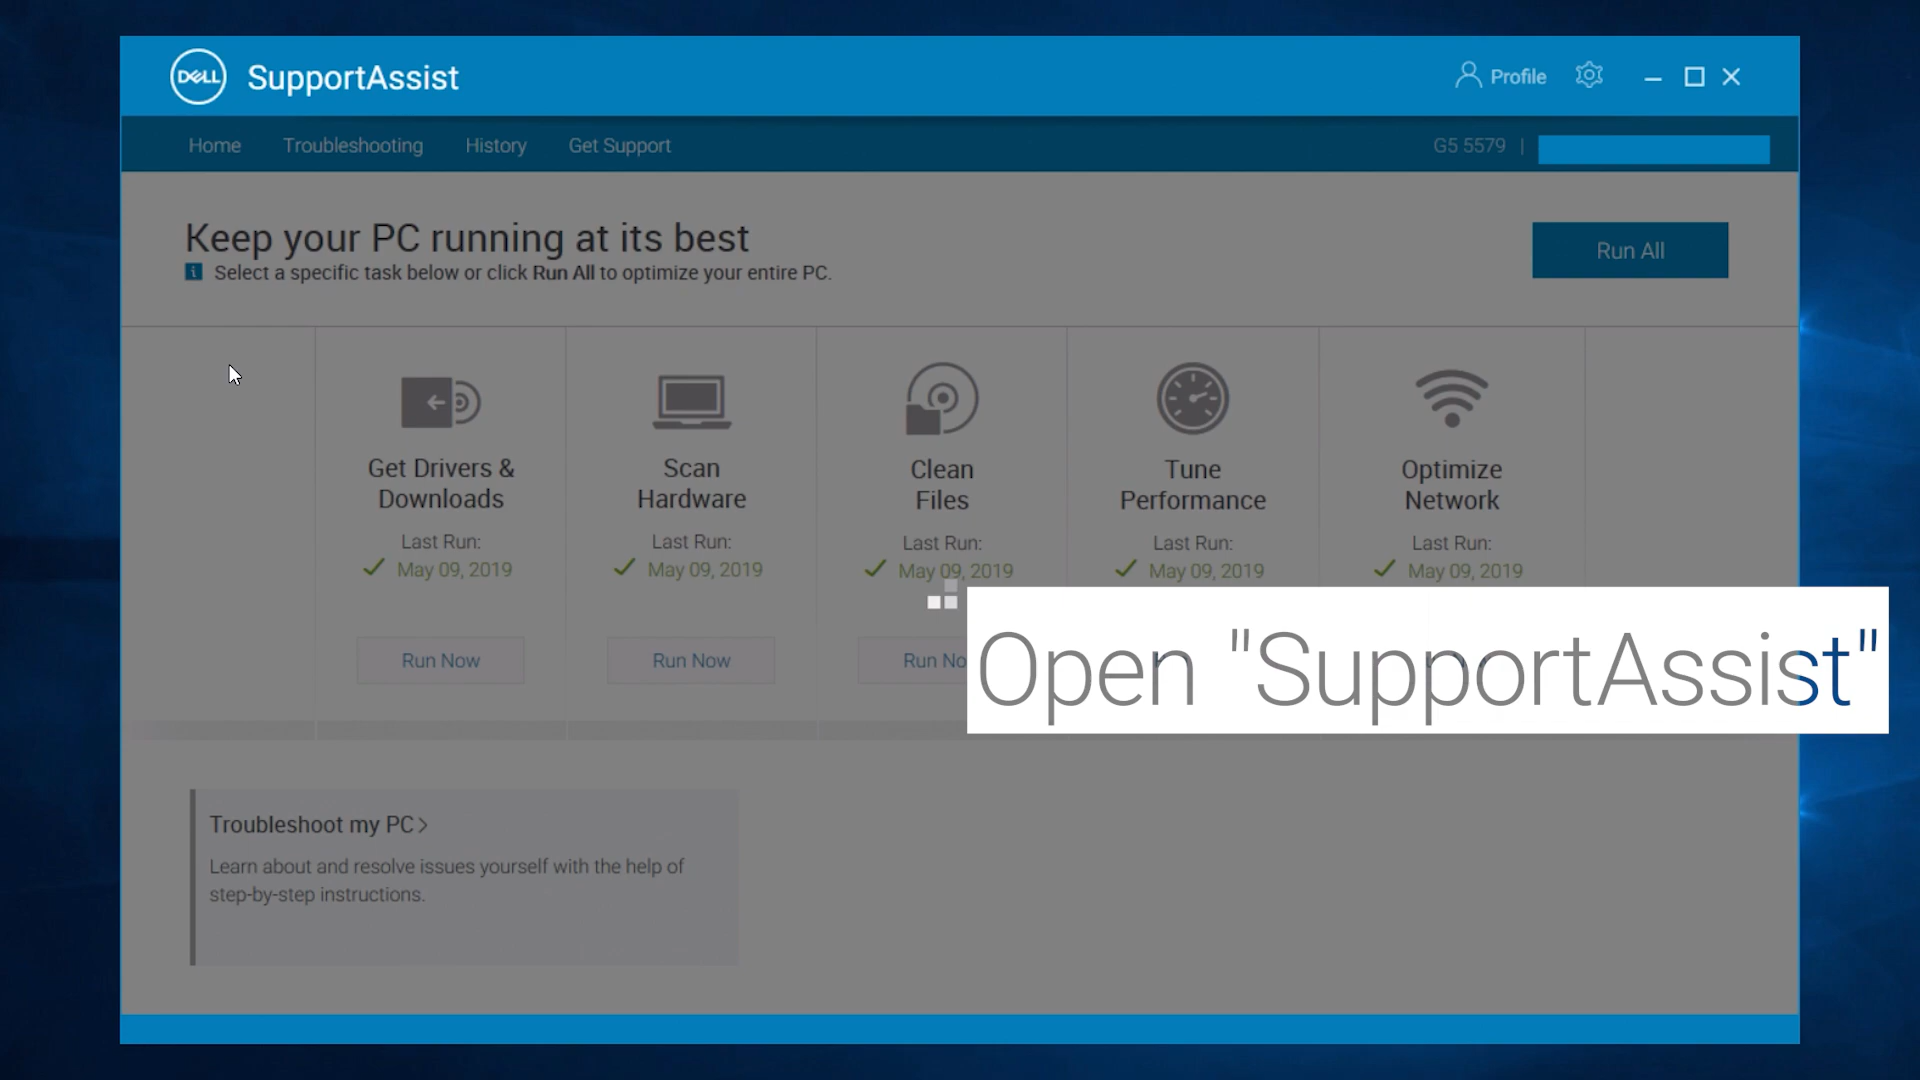 DELL SupportAssist
Profile
Home Troubleshooting History Get Support
G5 5579 |
Keep your PC running at its best
i Select a specific task below or click Run All to optimize your entire PC.
Run All
Get Drivers &
Downloads
Last Run:
May 09, 2019
Run Now
Scan
Hardware
Last Run:
May 09, 2019
Run Now
Clean
Files
Last Run:
May 09, 2019
Run No
Tune
Performance
Last Run:
May 09, 2019
Optimize
Network
Last Run:
May 09, 2019
Open "SupportAssist"
Troubleshoot my PC>
Learn about and resolve issues yourself with the help of
step-by-step instructions.